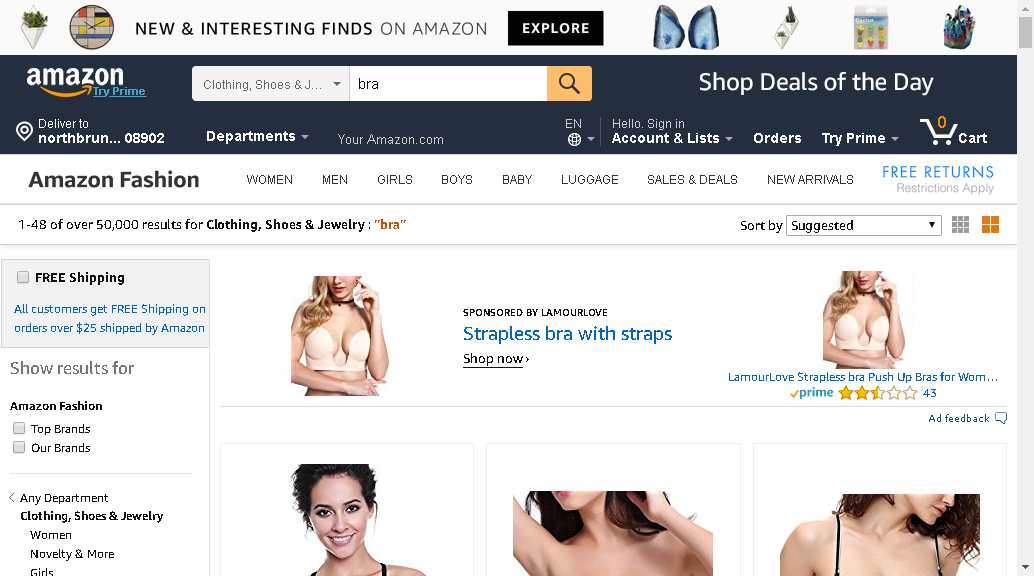 NEW & INTERESTING FINDS ON AMAZON EXPLORE
Cactus
amazon
Try Prime
Clothing, Shoes & J... bra
Shop Deals of the Day
Deliver to
northbrun... 08902
Departments
Your Amazon.com
EN
Hello. Sign in
Account & Lists
Orders
Try Prime
0
Cart
Amazon Fashion
WOMEN MEN GIRLS BOYS BABY LUGGAGE SALES & DEALS NEW ARRIVALS
FREE RETURNS
Restrictions Apply
1-48 of over 50,000 results for Clothing, Shoes & Jewelry : "bra"
Sort by Suggested
FREE Shipping
All customers get FREE Shipping on
orders over $25 shipped by Amazon
Show results for
Amazon Fashion
Top Brands
Our Brands
Any Department
Clothing, Shoes & Jewelry
Women
Novelty & More
Girls
SPONSORED BY LAMOURLOVE
Strapless bra with straps
Shop now ›
LamourLove Strapless bra Push Up Bras for Wom...
prime 43
Ad feedback